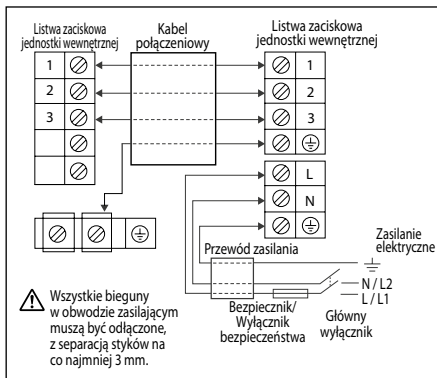 Listwa zaciskowa
jednostki wewnętrznej
Kabel
połączeniowy
Listwa zaciskowa
jednostki wewnętrznej
1
2
3
1
2
3
L
N
Przewód zasilania
Zasilanie
elektryczne
N / L2
L / L1
Bezpiecznik/
Wyłącznik
bezpieczeństwa
Główny
wyłącznik
Wszystkie bieguny
w obwodzie zasilającym
muszą być odłączone,
z separacją styków na
co najmniej 3 mm.